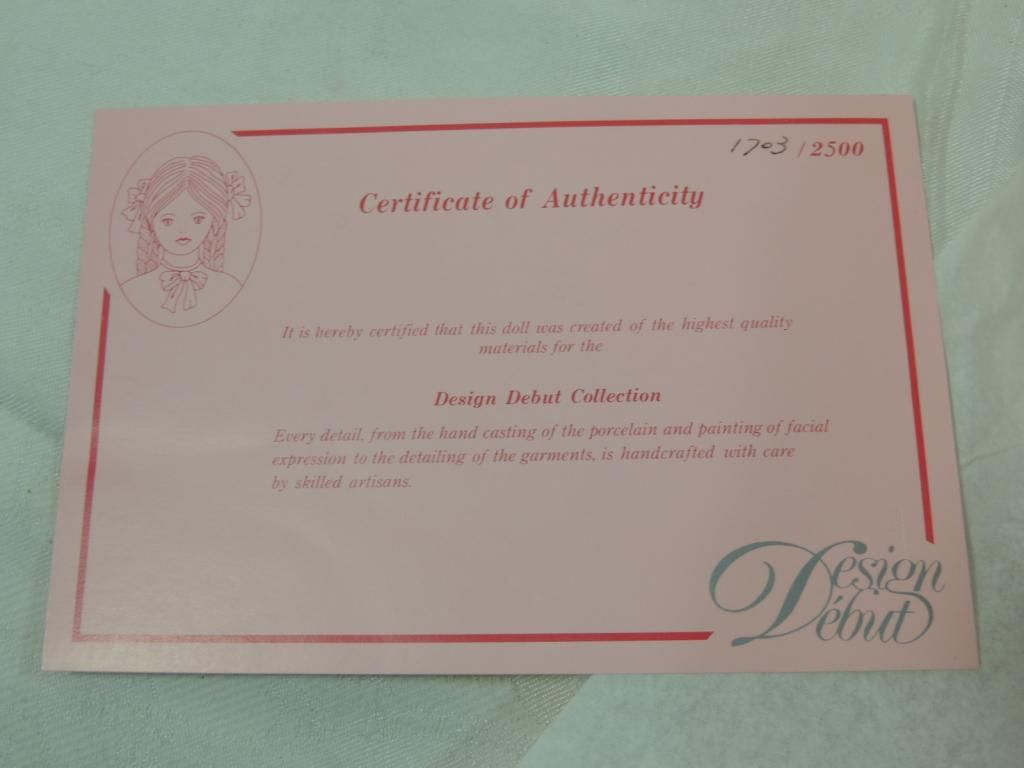 1703 / 2500
Certificate of Authenticity
It is hereby certified that this doll was created of the highest quality
materials for the
Design Debut Collection
Every detail, from the hand casting of the porcelain and painting of facial
expression to the detailing of the garments, is handcrafted with care
by skilled artisans.
Design
Début